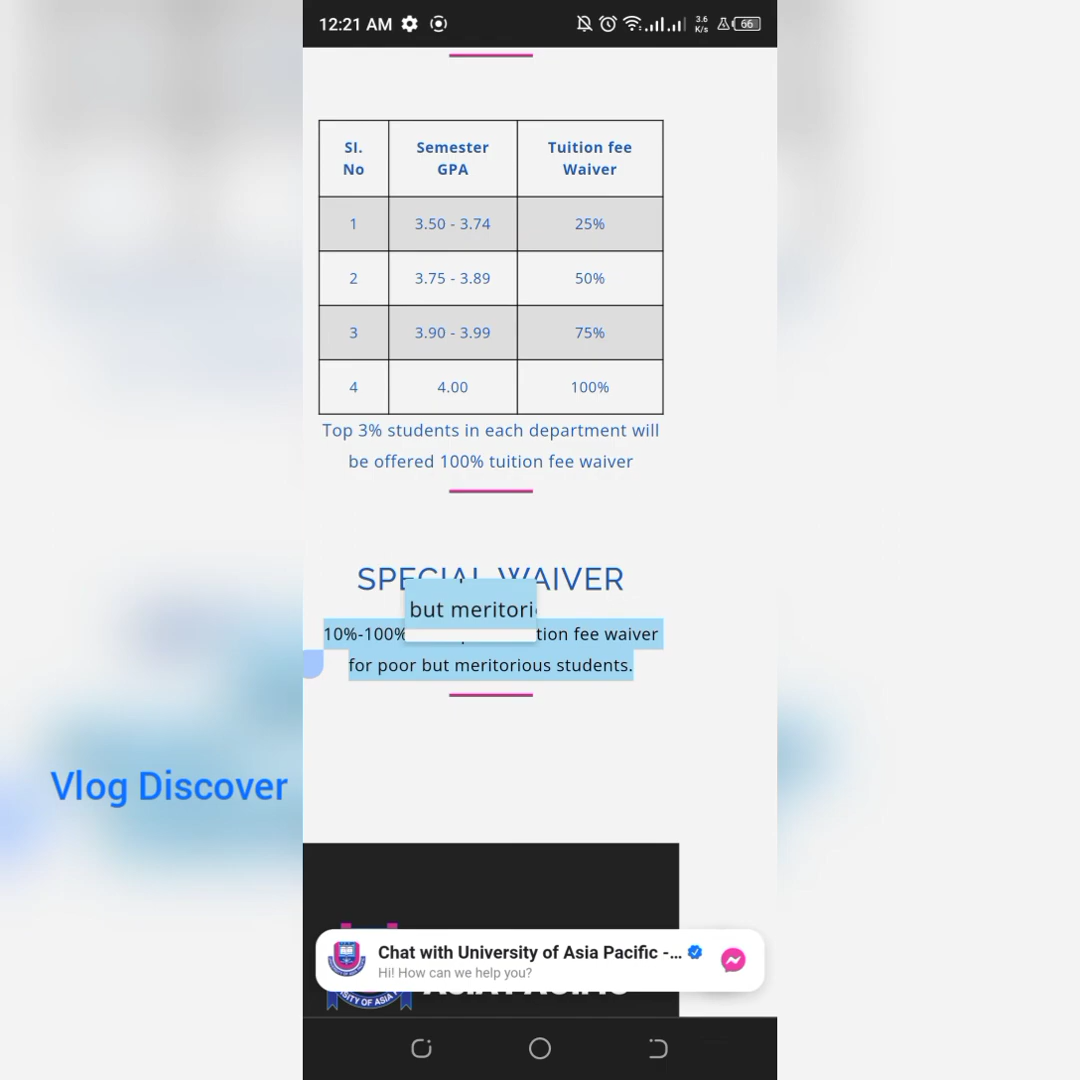 12:21 AM 3.6 K/s 66
Sl. No Semester GPA Tuition fee Waiver
1 3.50 - 3.74 25%
2 3.75 - 3.89 50%
3 3.90 - 3.99 75%
4 4.00 100%
Top 3% students in each department will
be offered 100% tuition fee waiver
SPECIAL WAIVER
but meritori
10%-100% tion fee waiver
for poor but meritorious students.
Vlog Discover
Chat with University of Asia Pacific -...
Hi! How can we help you?